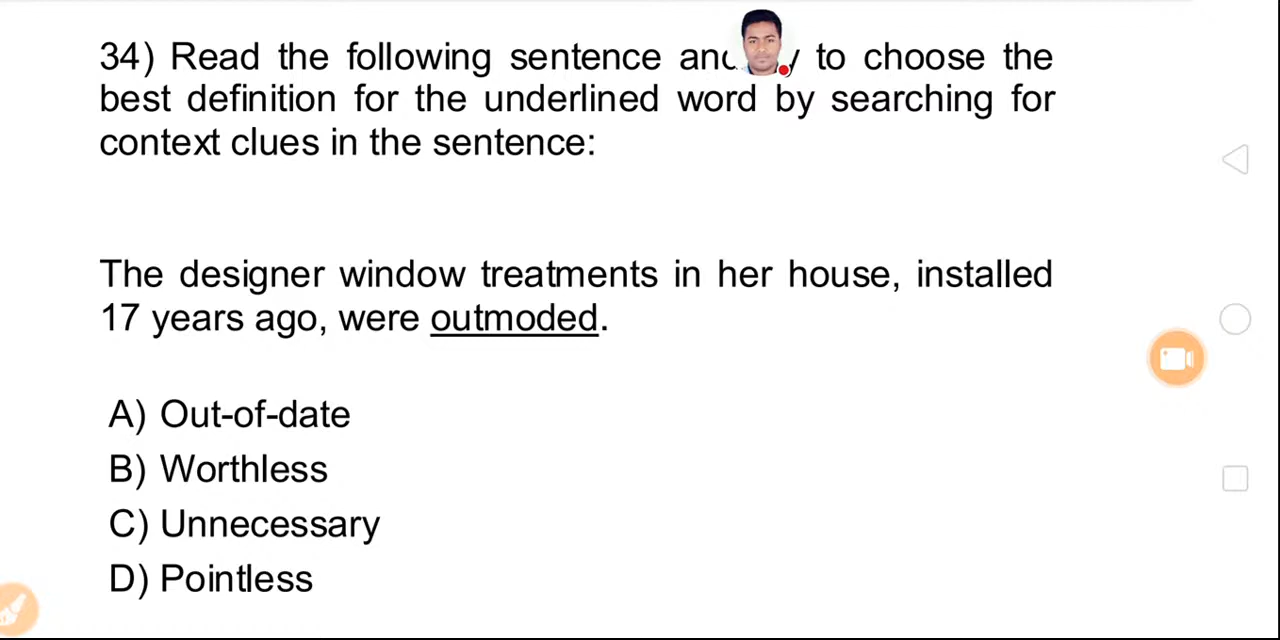 34) Read the following sentence and to choose the
best definition for the underlined word by searching for
context clues in the sentence:
The designer window treatments in her house, installed
17 years ago, were outmoded.
A) Out-of-date
B) Worthless
C) Unnecessary
D) Pointless